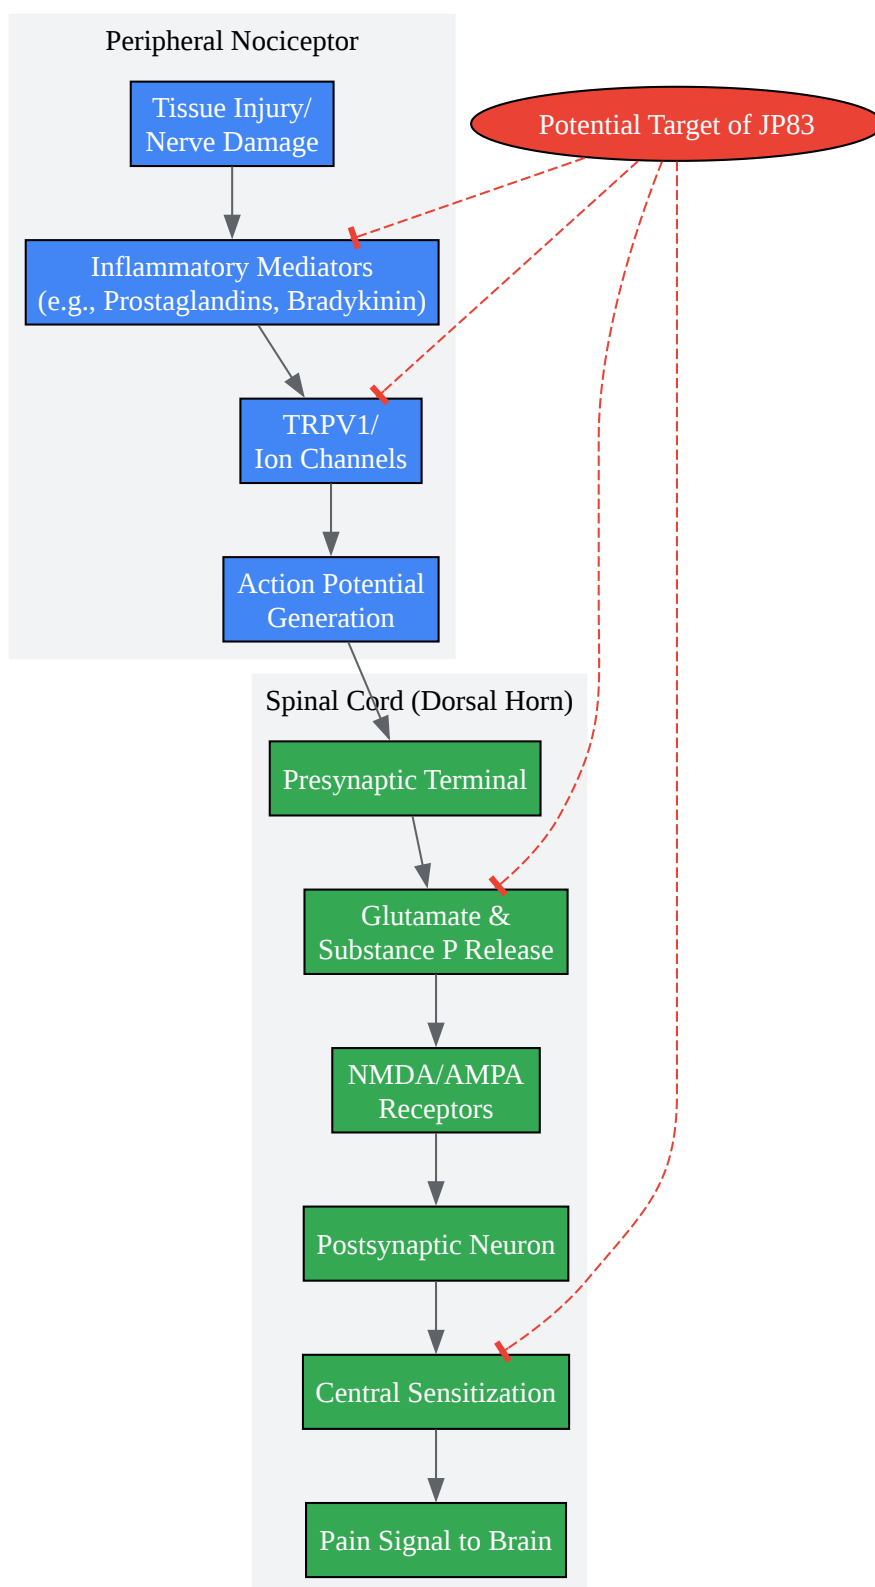 Peripheral Nociceptor
Tissue Injury/
Nerve Damage
Potential Target of JP83
Inflammatory Mediators
(e.g., Prostaglandins, Bradykinin)
TRPV1/
Ion Channels
Action Potential
Generation
Spinal Cord (Dorsal Horn)
Presynaptic Terminal
Glutamate &
Substance P Release
NMDA/AMPA
Receptors
Postsynaptic Neuron
Central Sensitization
Pain Signal to Brain